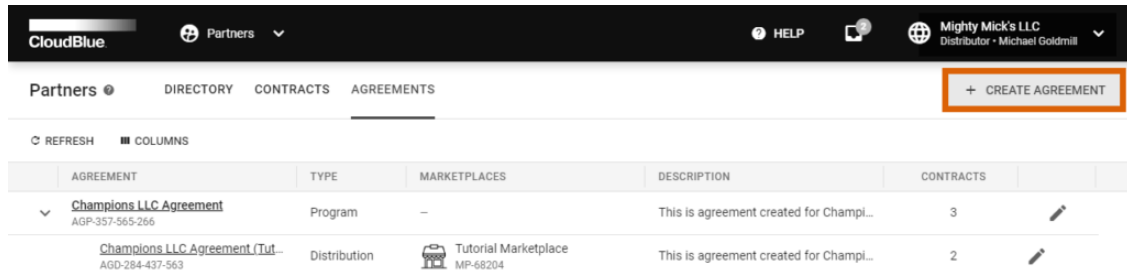 CloudBlue. Partners HELP 2 Mighty Mick's LLC
Distributor • Michael Goldmill
Partners DIRECTORY CONTRACTS AGREEMENTS + CREATE AGREEMENT
REFRESH COLUMNS
AGREEMENT TYPE MARKETPLACES DESCRIPTION CONTRACTS
Champions LLC Agreement Program – This is agreement created for Champi... 3
AGP-357-565-266
Champions LLC Agreement (Tut... Distribution Tutorial Marketplace This is agreement created for Champi... 2
AGD-284-437-563 MP-68204